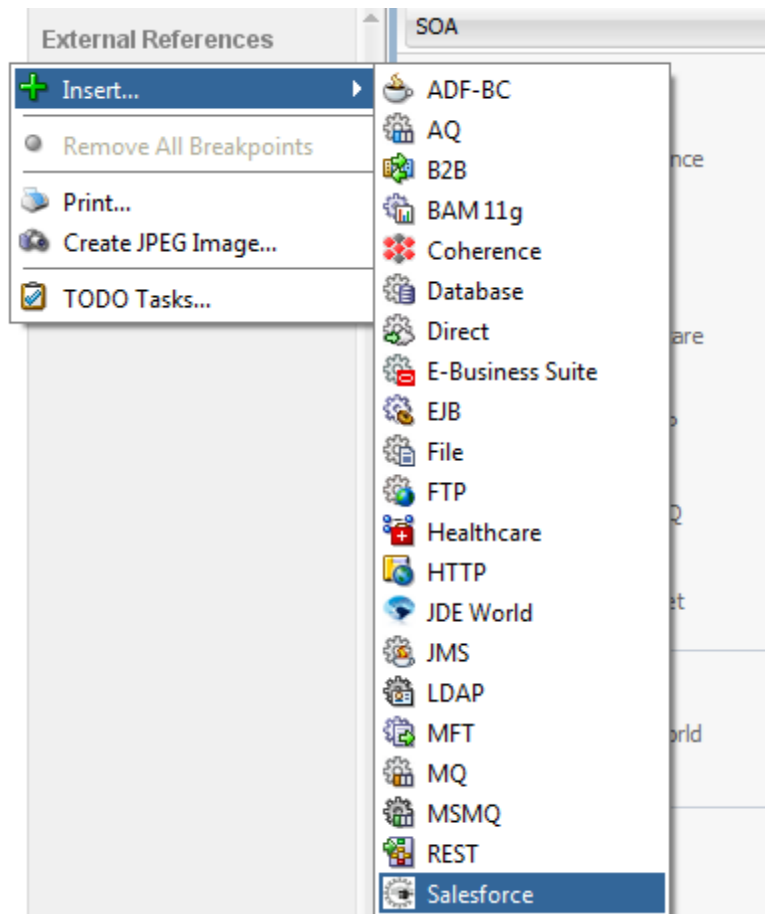 External References
SOA
Insert...
Remove All Breakpoints
Print...
Create JPEG Image...
TODO Tasks...
ADF-BC
AQ
B2B
BAM 11g
Coherence
Database
Direct
E-Business Suite
EJB
File
FTP
Healthcare
HTTP
JDE World
JMS
LDAP
MFT
MQ
MSMQ
REST
Salesforce